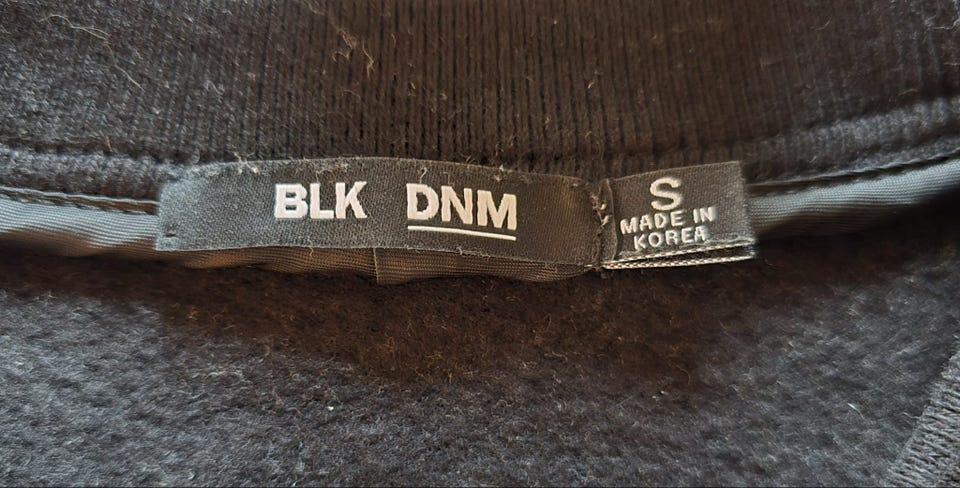 BLK DNM
S
MADE IN
KOREA